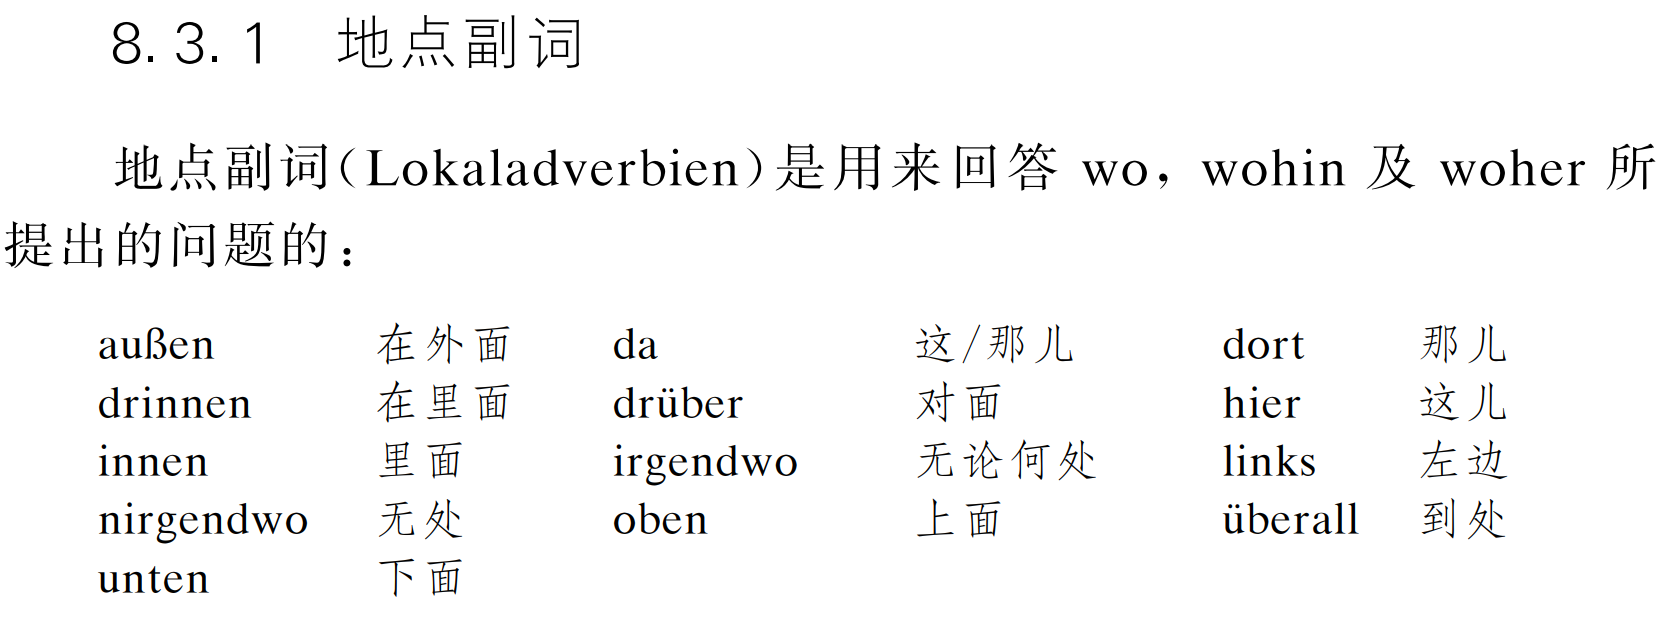 8.3.1 地点副词
地点副词(Lokaladverbien)是用来回答 wo, wohin 及 woher 所
提出的问题的：
außen 在外面 da 这/那儿 dort 那儿
drinnen 在里面 drüber 对面 hier 这儿
innen 里面 irgendwo 无论何处 links 左边
nirgendwo 无处 oben 上面 überall 到处
unten 下面